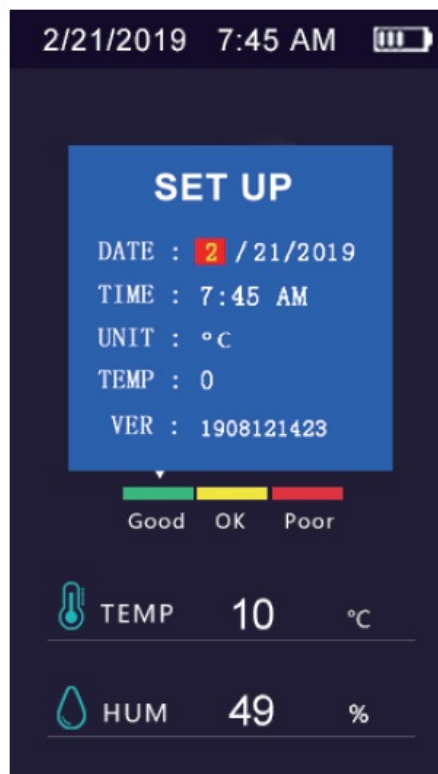 2/21/2019 7:45 AM
SET UP
DATE : 2 / 21/2019
TIME : 7:45 AM
UNIT : °C
TEMP : 0
VER : 1908121423
Good OK Poor
TEMP 10 °C
HUM 49 %